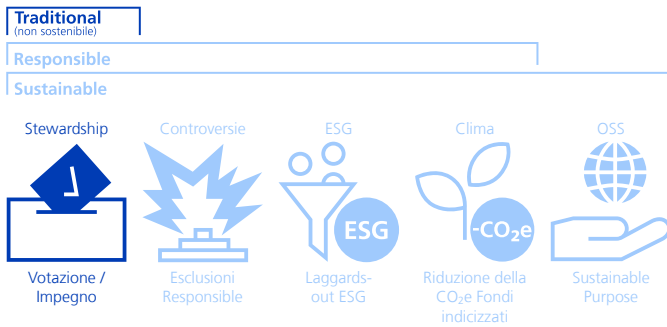 Traditional
(non sostenibile)
Responsible
Sustainable
Stewardship
Controversie
ESG
Clima
OSS
ESG
-CO₂e
Votazione /
Impegno
Esclusioni
Responsible
Laggards-
out ESG
Riduzione della
CO₂e Fondi
indicizzati
Sustainable
Purpose